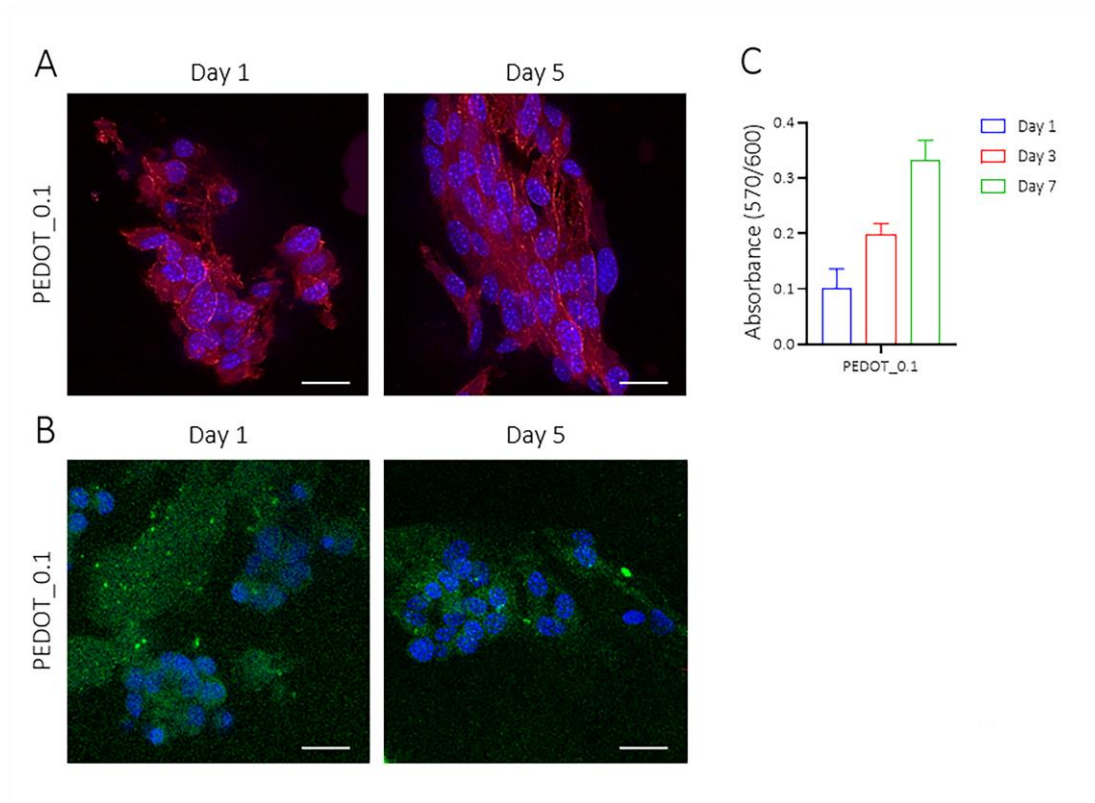 A
Day 1
Day 5
PEDOT_0.1
B
Day 1
Day 5
PEDOT_0.1
C
Absorbance (570/600)
0.4
0.3
0.2
0.1
0.0
PEDOT_0.1
Day 1
Day 3
Day 7